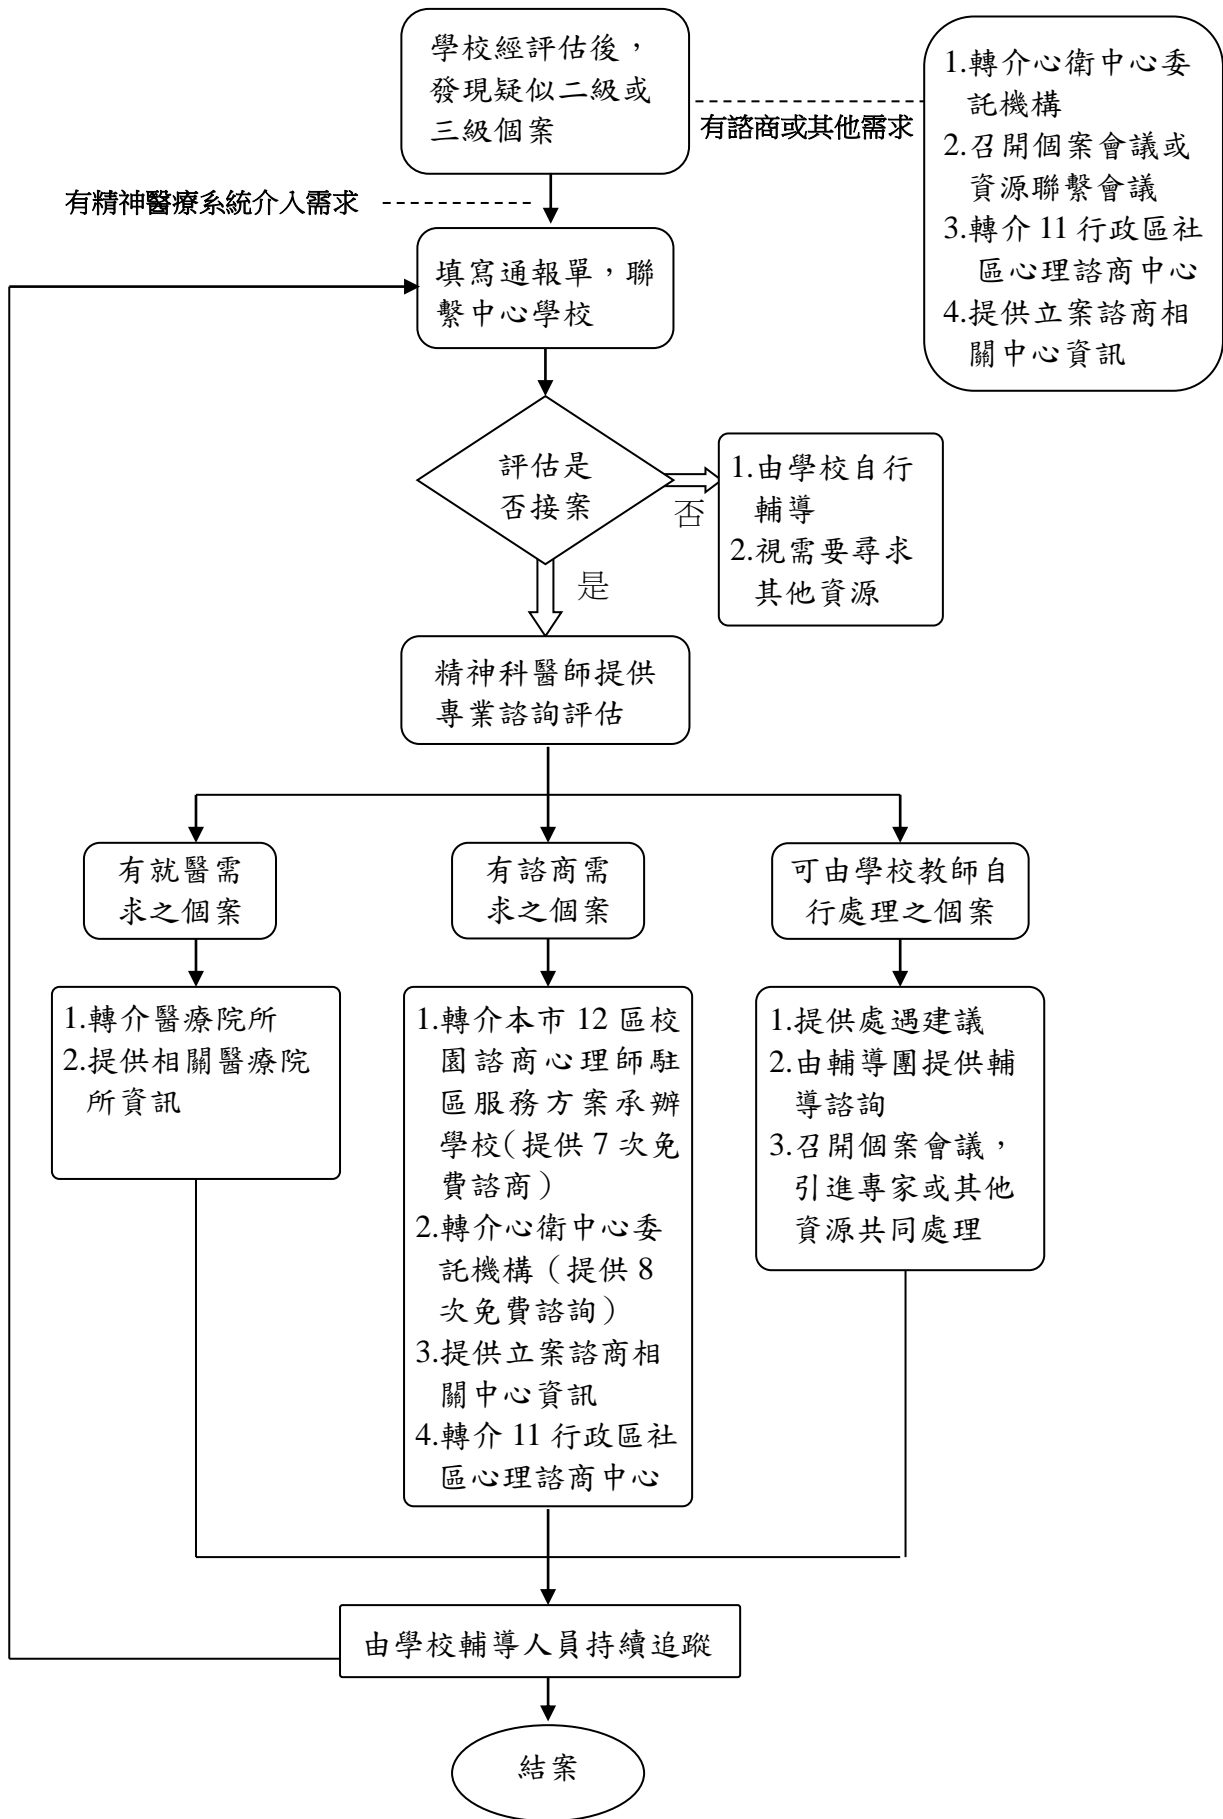 學校經評估後，
發現疑似二級或
三級個案
有諮商或其他需求
1.轉介心衛中心委
託機構
2.召開個案會議或
資源聯繫會議
3.轉介 11 行政區社
區心理諮商中心
4.提供立案諮商相
關中心資訊
有精神醫療系統介入需求
填寫通報單，聯
繫中心學校
評估是
否接案
否
1.由學校自行
輔導
2.視需要尋求
其他資源
是
精神科醫師提供
專業諮詢評估
有就醫需
求之個案
有諮商需
求之個案
可由學校教師自
行處理之個案
1.轉介醫療院所
2.提供相關醫療院
所資訊
1.轉介本市 12 區校
園諮商心理師駐
區服務方案承辦
學校(提供 7 次免
費諮商）
2.轉介心衛中心委
託機構（提供 8
次免費諮詢）
3.提供立案諮商相
關中心資訊
4.轉介 11 行政區社
區心理諮商中心
1.提供處遇建議
2.由輔導團提供輔
導諮詢
3.召開個案會議，
引進專家或其他
資源共同處理
由學校輔導人員持續追蹤
結案